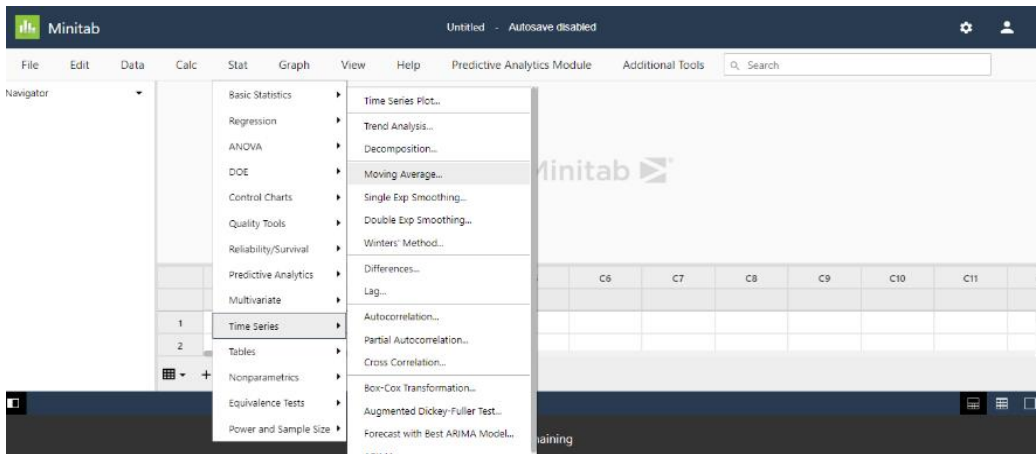 Minitab
Untitled - Autosave disabled
File Edit Data Calc Stat Graph View Help Predictive Analytics Module Additional Tools Search
Navigator
Basic Statistics
Regression
ANOVA
DOE
Control Charts
Quality Tools
Reliability/Survival
Predictive Analytics
Multivariate
Time Series
Tables
Nonparametrics
Equivalence Tests
Power and Sample Size
Time Series Plot...
Trend Analysis...
Decomposition...
Moving Average...
Single Exp Smoothing...
Double Exp Smoothing...
Winters' Method...
Differences...
Lag...
Autocorrelation...
Partial Autocorrelation...
Cross Correlation...
Box-Cox Transformation...
Augmented Dickey-Fuller Test...
Forecast with Best ARIMA Model...
Minitab
C6 C7 C8 C9 C10 C11
1
2
+
aining